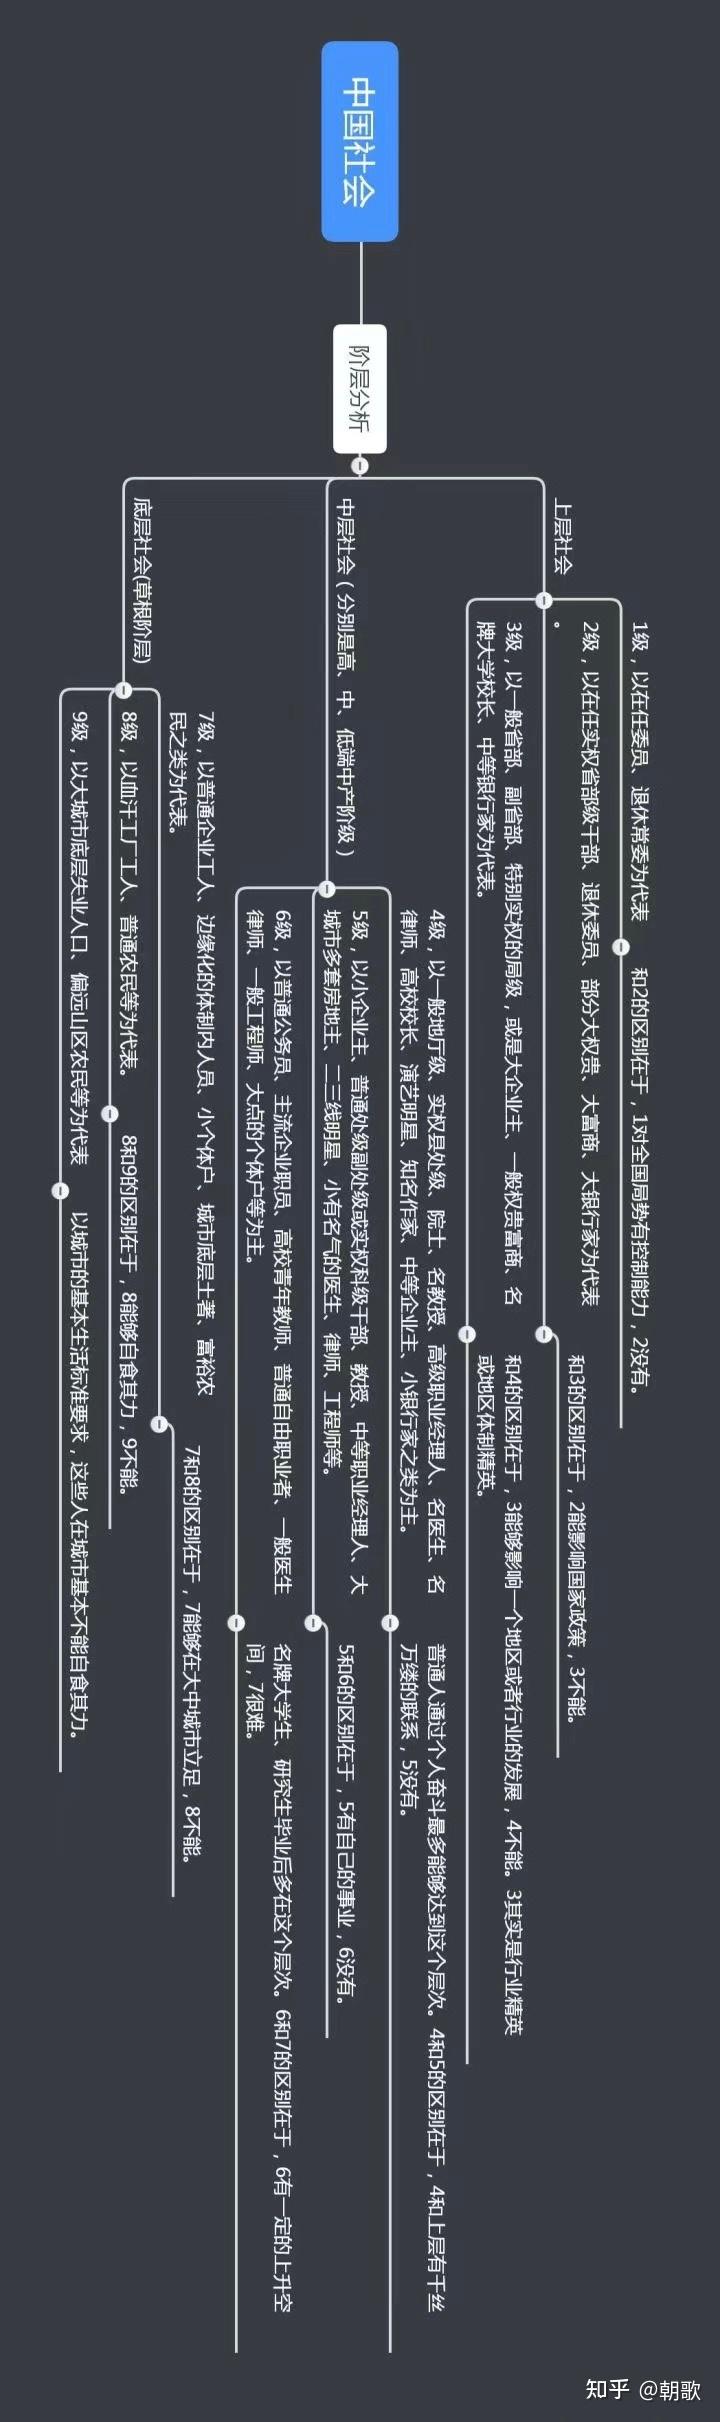 中国社会
阶层分析
上层社会
1级，以在任委员、退休常委为代表
和2的区别在于，1对全国局势有控制能力，2没有。
2级，以在任实权省部级干部、退休委员、部分大权贵、大富商、大银行家为代表
。
和3的区别在于，2能影响国家政策，3不能。
3级，以一般省部、副省部、特别实权的局级，或是大企业主、一般权贵富商、名
牌大学校长、中等银行家为代表。
和4的区别在于，3能够影响一个地区或者行业的发展，4不能。3其实是行业精英
或地区体制精英。
中层社会（分别是高、中、低端中产阶级）
4级，以一般地厅级、实权县处级、院士、名教授、高级职业经理人、名医生、名
律师、高校校长、演艺明星、知名作家、中等企业主、小银行家之类为主。
普通人通过个人奋斗最多能够达到这个层次。4和5的区别在于，4和上层有千丝
万缕的联系，5没有。
5级，以小企业主、普通处级副处级或实权科级干部、教授、中等职业经理人、大
城市多套房地主、二三线明星、小有名气的医生、律师、工程师等。
5和6的区别在于，5有自己的事业，6没有。
6级，以普通公务员、主流企业职员、高校青年教师、普通自由职业者、一般医生
律师、一般工程师、大点的个体户等为主。
名牌大学生、研究生毕业后多在这个层次。6和7的区别在于，6有一定的上升空
间，7很难。
底层社会(草根阶层)
7级，以普通企业工人、边缘化的体制内人员、小个体户、城市底层土著、富裕农
民之类为代表。
7和8的区别在于，7能够在大中城市立足，8不能。
8级，以血汗工厂工人、普通农民等为代表。
8和9的区别在于，8能够自食其力，9不能。
9级，以大城市底层失业人口、偏远山区农民等为代表
以城市的基本生活标准要求，这些人在城市基本不能自食其力。
知乎 @朝歌